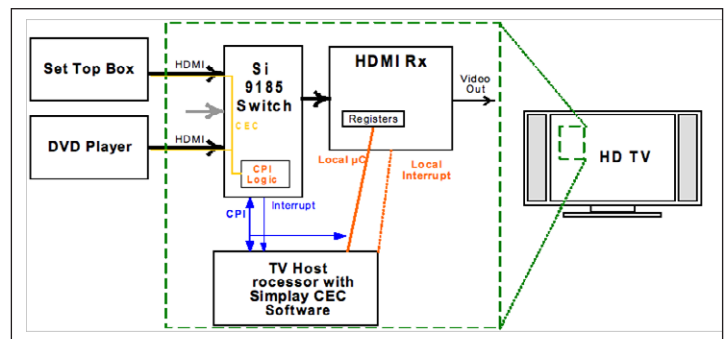 Set Top Box
HDMI
DVD Player
HDMI
Si
9185
Switch
CEC
CPI
Logic
HDMI Rx
Registers
Video
Out
Local µC
Local
Interrupt
CPI
Interrupt
TV Host
rocessor with
Simplay CEC
Software
HD TV